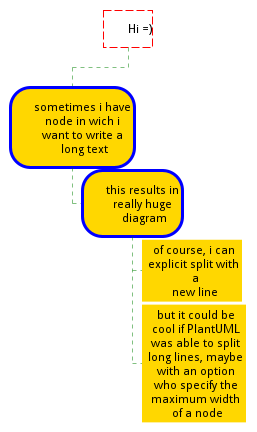 Hi =)
sometimes i have
node in wich i
want to write a
long text
this results in
really huge
diagram
of course, i can
explicit split with
a
new line
but it could be
cool if PlantUML
was able to split
long lines, maybe
with an option
who specify the
maximum width
of a node